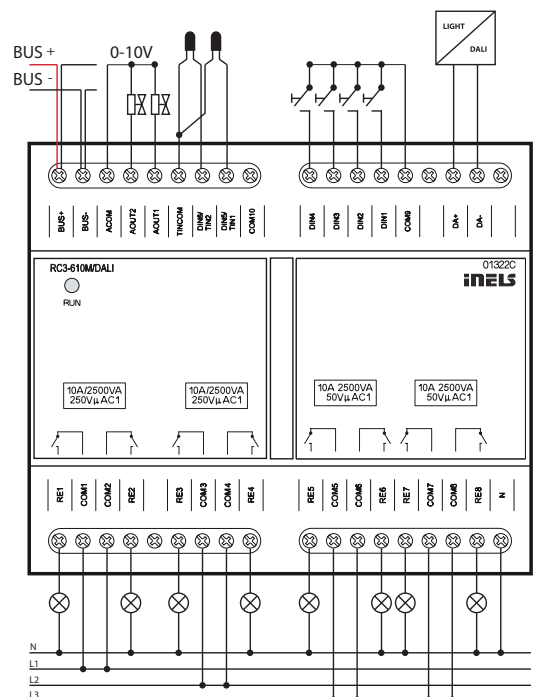 LIGHT
DALI
BUS +
0-10V
BUS -
BUS+
BUS-
ACOM
AOUT2
AOUT1
TINCOM
DIN6/
TIN2
DIN5/
TIN1
COM10
DIN4
DIN3
DIN2
DIN1
COM9
DA+
DA-
RC3-610M/DALI
RUN
01322C
iNELS
10A/2500VA
250VµAC1
10A/2500VA
250VµAC1
10A 2500VA
50VµAC1
10A 2500VA
50VµAC1
RE1
COM1
COM2
RE2
RE3
COM3
COM4
RE4
RE5
COM5
COM6
RE6
RE7
COM7
COM8
RE8
N
N
L1
L2
L3